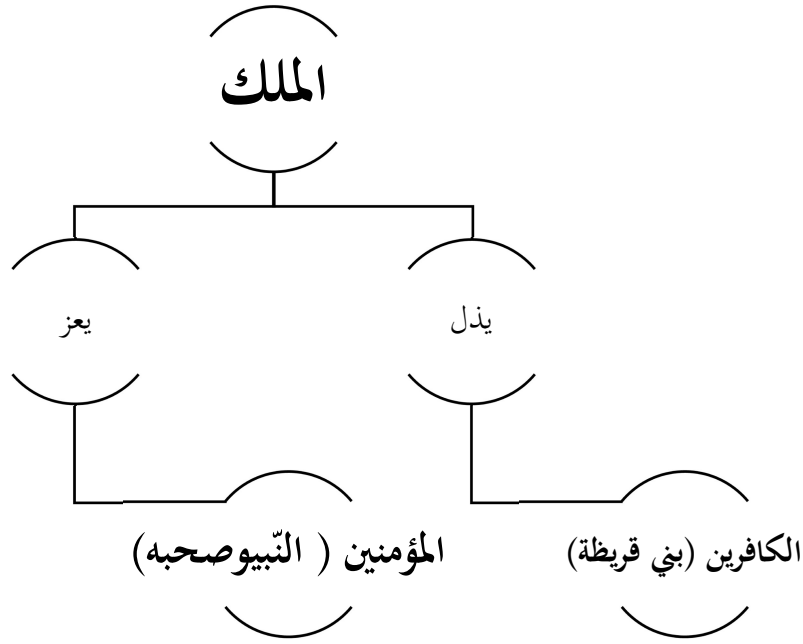 الملك
يذل
يعز
الكافرين (بني قريظة)
المؤمنين ( النّبيوصحبه)